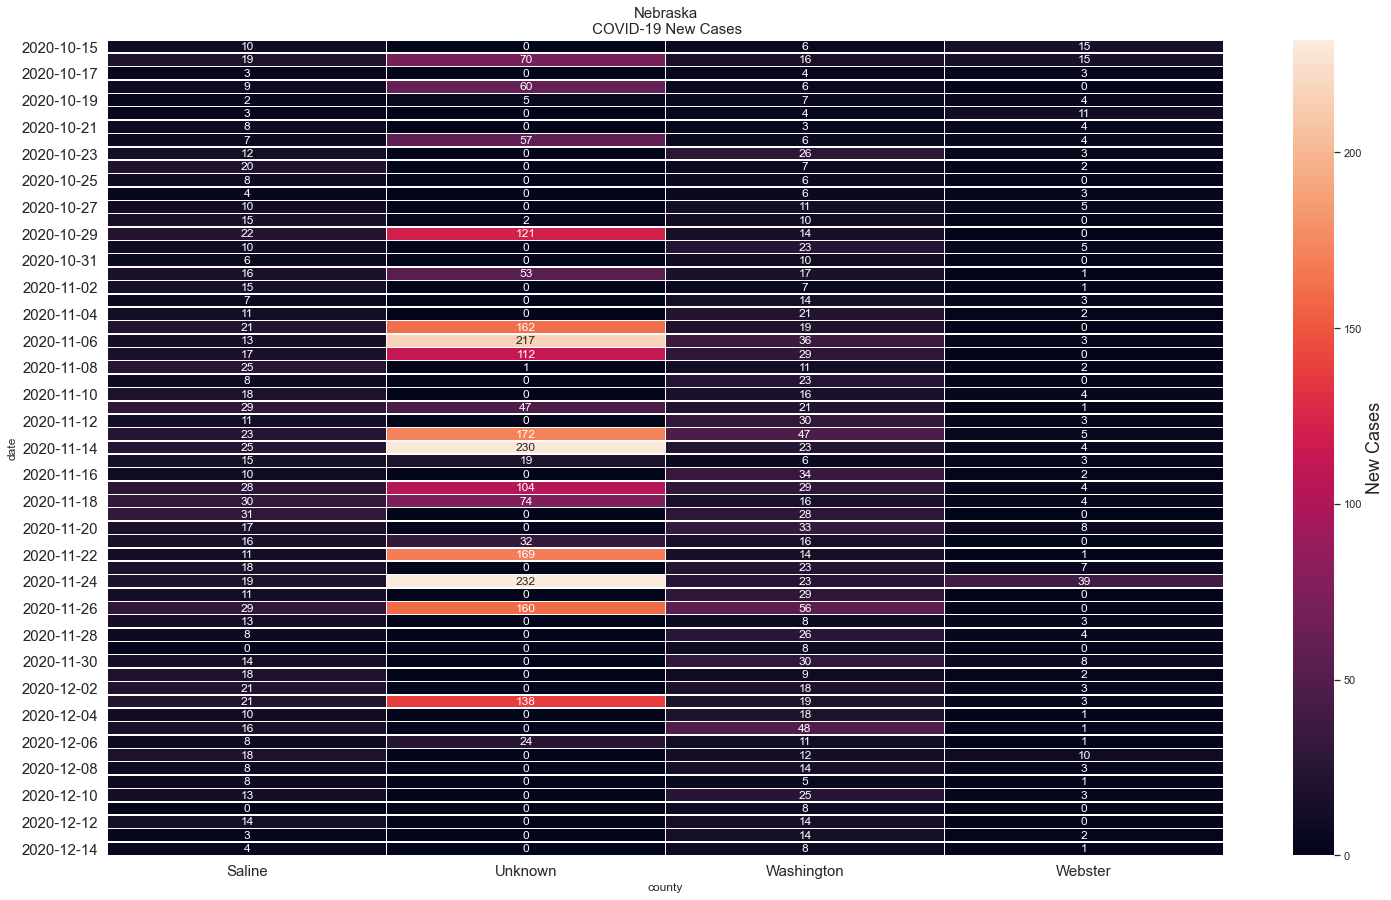 Nebraska
COVID-19 New Cases
2020-10-15 10 0 6 15
19 70 16 15
2020-10-17 3 0 4 3
9 60 6 0
2020-10-19 2 5 7 4
3 0 4 11
2020-10-21 8 0 3 4
7 57 6 4
2020-10-23 12 0 26 3
20 0 7 2
2020-10-25 8 0 6 0
4 0 6 3
2020-10-27 10 0 11 5
15 2 10 0
2020-10-29 22 121 14 0
10 0 23 5
2020-10-31 6 0 10 0
16 53 17 1
2020-11-02 15 0 7 1
7 0 14 3
2020-11-04 11 0 21 2
21 162 19 0
2020-11-06 13 217 36 3
17 112 29 0
2020-11-08 25 1 11 2
8 0 23 0
2020-11-10 18 0 16 4
29 47 21 1
2020-11-12 11 0 30 3
23 172 47 5
2020-11-14 25 230 23 4
15 19 6 3
2020-11-16 10 0 34 2
28 104 29 4
2020-11-18 30 74 16 4
31 0 28 0
2020-11-20 17 0 33 8
16 32 16 0
2020-11-22 11 169 14 1
18 0 23 7
2020-11-24 19 232 23 39
11 0 29 0
2020-11-26 29 160 56 0
13 0 8 3
2020-11-28 8 0 26 4
0 0 8 0
2020-11-30 14 0 30 8
18 0 9 2
2020-12-02 21 0 18 3
21 138 19 3
2020-12-04 10 0 18 1
16 0 48 1
2020-12-06 8 24 11 1
18 0 12 10
2020-12-08 8 0 14 3
8 0 5 1
2020-12-10 13 0 25 3
0 0 8 0
2020-12-12 14 0 14 0
3 0 14 2
2020-12-14 4 0 8 1
Saline Unknown Washington Webster
county
date
200
150
100
50
0
New Cases